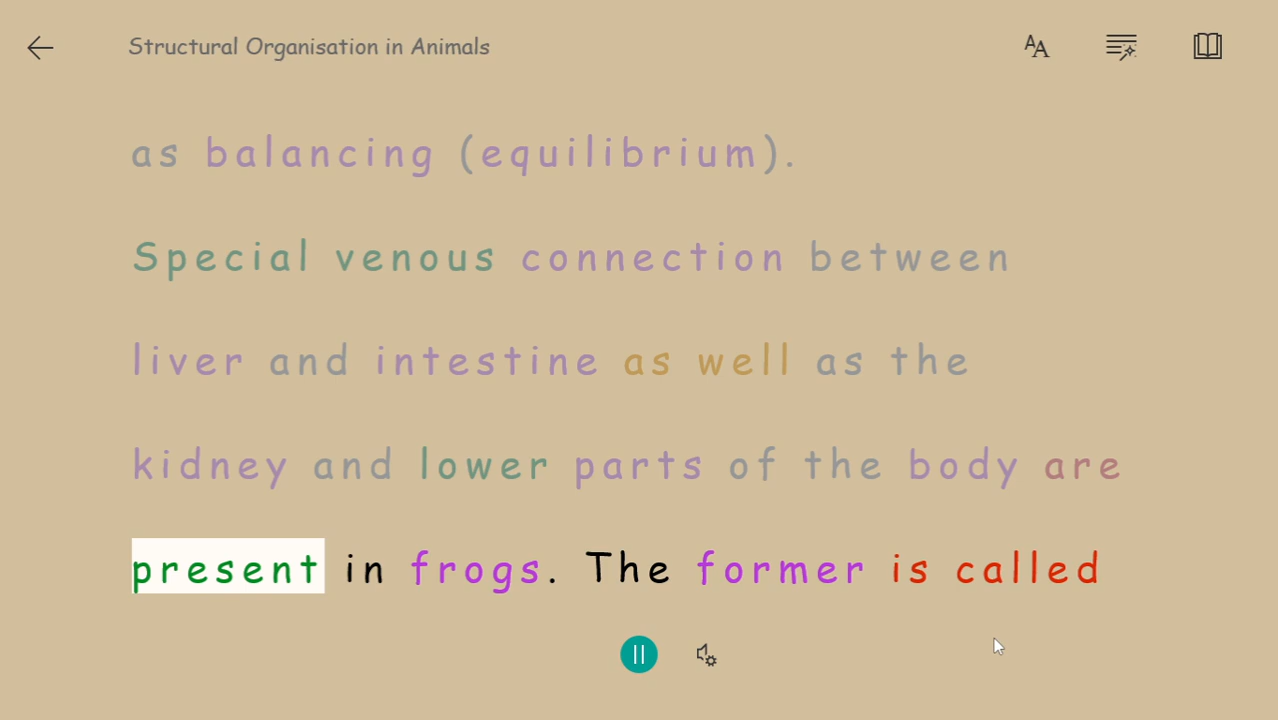 Structural Organisation in Animals
as balancing (equilibrium).
Special venous connection between
liver and intestine as well as the
kidney and lower parts of the body are
present in frogs. The former is called